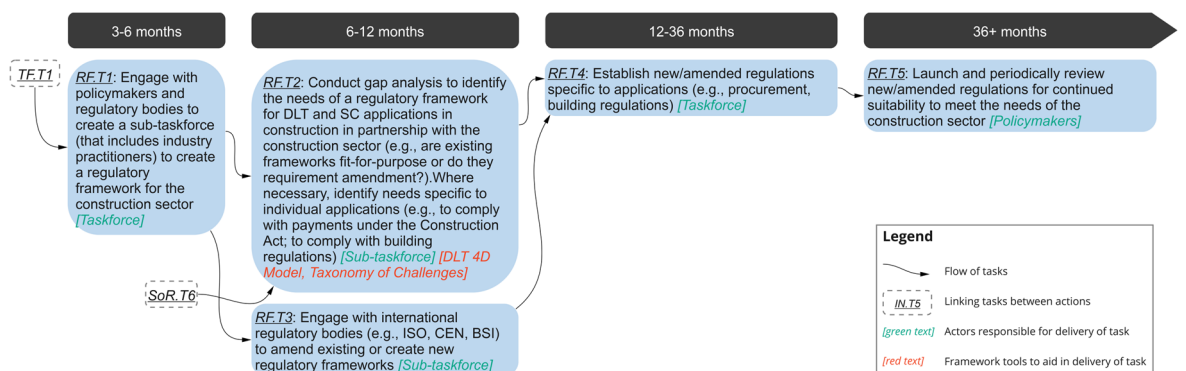 3-6 months
6-12 months
12-36 months
36+ months
TF.T1
RF.T1: Engage with
policymakers and
regulatory bodies to
create a sub-taskforce
(that includes industry
practitioners) to create
a regulatory
framework for the
construction sector
[Taskforce]
RF.T2: Conduct gap analysis to identify
the needs of a regulatory framework
for DLT and SC applications in
construction in partnership with the
construction sector (e.g., are existing
frameworks fit-for-purpose or do they
requirement amendment?).Where
necessary, identify needs specific to
individual applications (e.g., to comply
with payments under the Construction
Act; to comply with building
regulations) [Sub-taskforce] [DLT 4D
Model, Taxonomy of Challenges]
SoR.T6
RF.T3: Engage with international
regulatory bodies (e.g., ISO, CEN, BSI)
to amend existing or create new
regulatory frameworks [Sub-taskforce]
RF.T4: Establish new/amended regulations
specific to applications (e.g., procurement,
building regulations) [Taskforce]
RF.T5: Launch and periodically review
new/amended regulations for continued
suitability to meet the needs of the
construction sector [Policymakers]
Legend
Flow of tasks
IN.T5
Linking tasks between actions
[green text]
Actors responsible for delivery of task
[red text]
Framework tools to aid in delivery of task